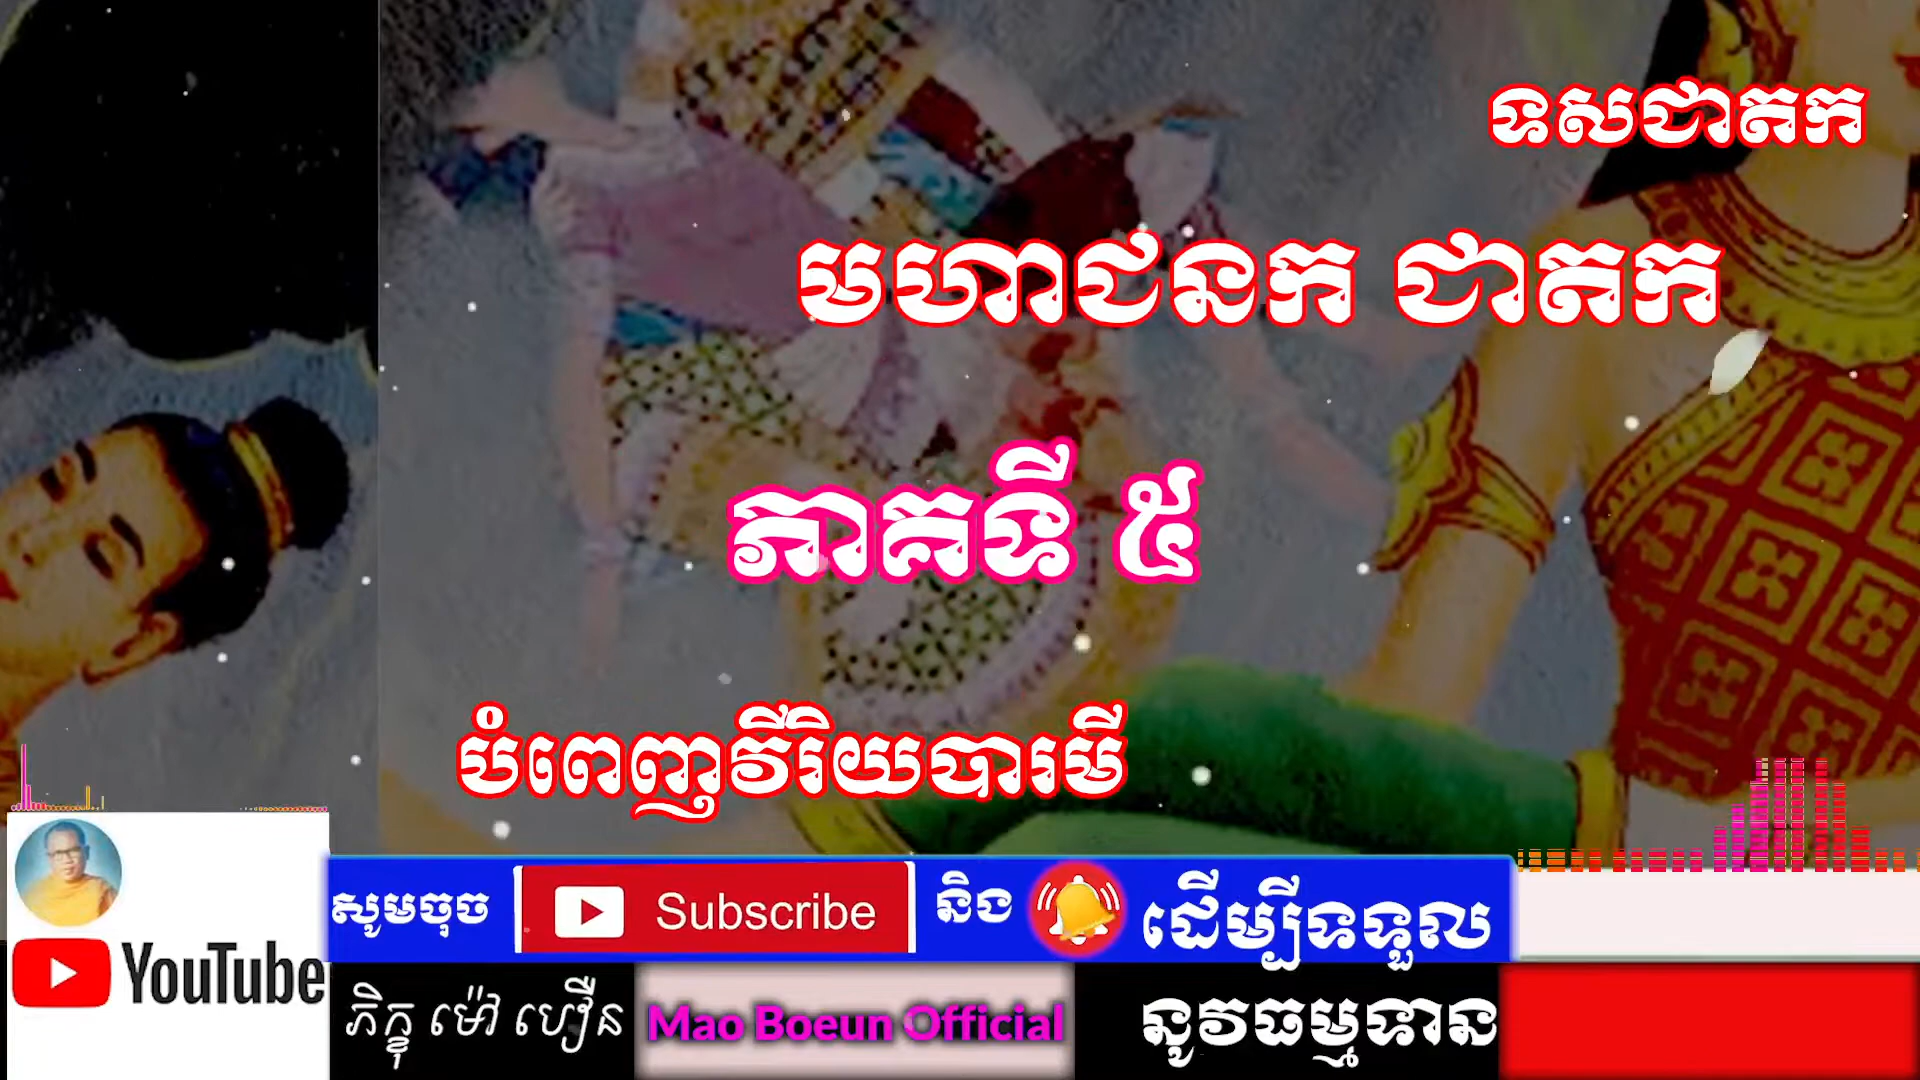 ទសជាតក
មហាជនក ជាតក
ភាគទី ៥
បំពេញវីរិយបារមី
សូមចុច Subscribe និង ដើម្បីទទួល
YouTube ភិក្ខុ ម៉ៅ បឿន Mao Boeun Official នូវធម្មទាន